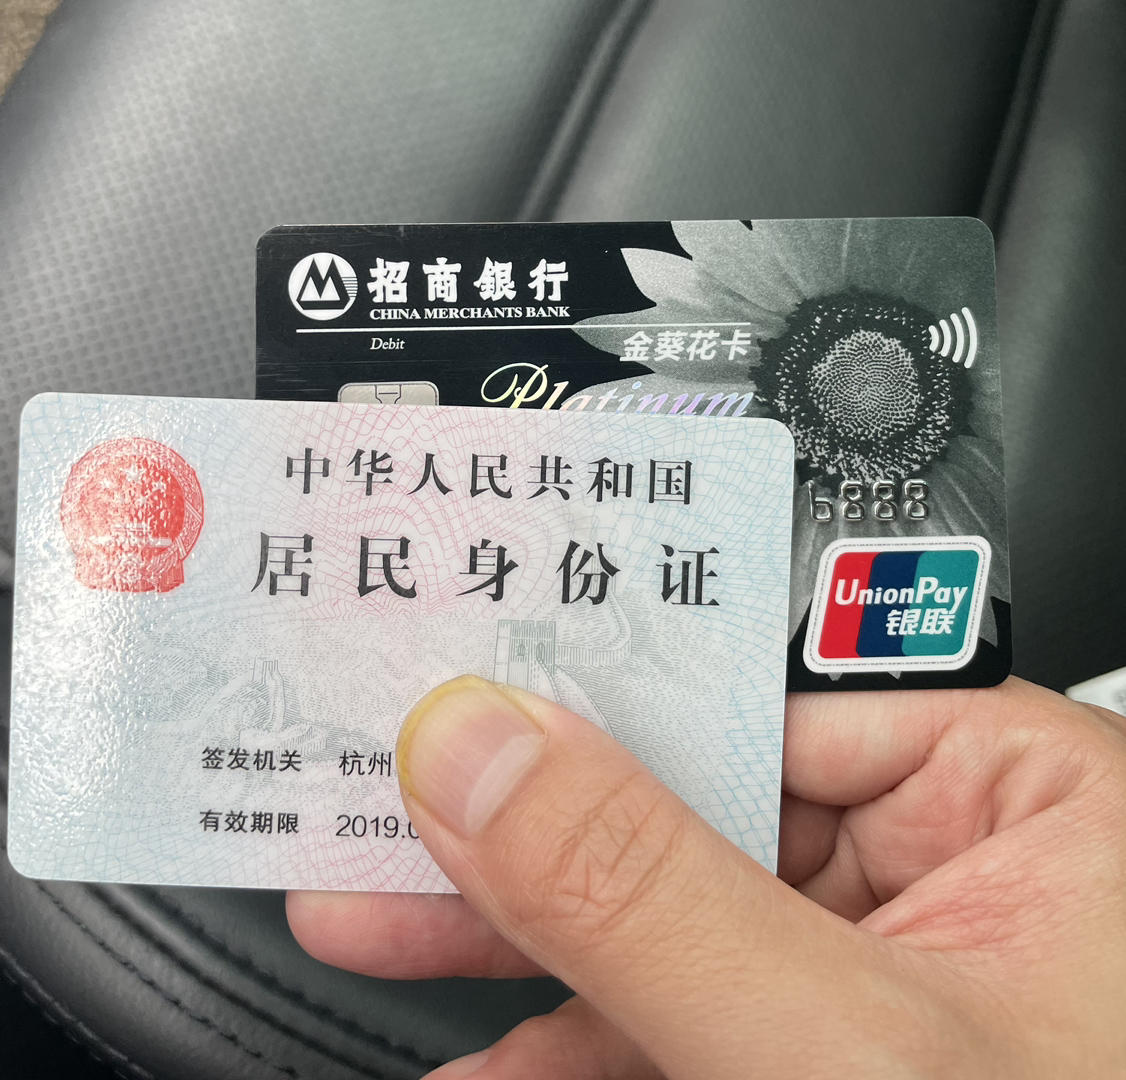 招商銀行
CHINA MERCHANTS BANK
Debit
金葵花卡
Platinum
中华人民共和国
居民身份证
8888
UnionPay
银联
签发机关 杭州
有效期限 2019.0